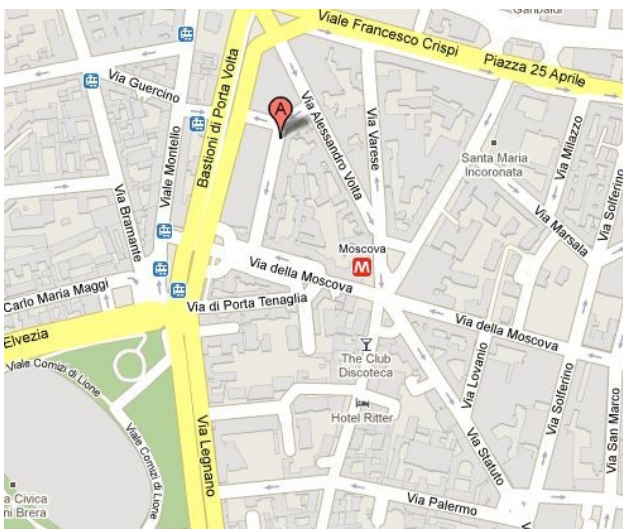 Garibaldi
Viale Francesco Crispi
Piazza 25 Aprile
Via Guercino
Bastioni di Porta Volta
A
Via Alessandro Volta
Via Varese
Via Milazzo
Viale Montello
Santa Maria
Incoronata
Via Solferino
Via Bramante
Via Marsala
Moscova
M
Via della Moscova
Carlo Maria Maggi
Via di Porta Tenaglia
Via della Moscova
Elvezia
The Club
Discoteca
Via Lovanio
Viale Comizi di Lione
Via Solferino
Via San Marco
Hotel Ritter
Via Legnano
Via Statuto
Viale Comizi di Lione
a Civica
ni Brera
Via Palermo